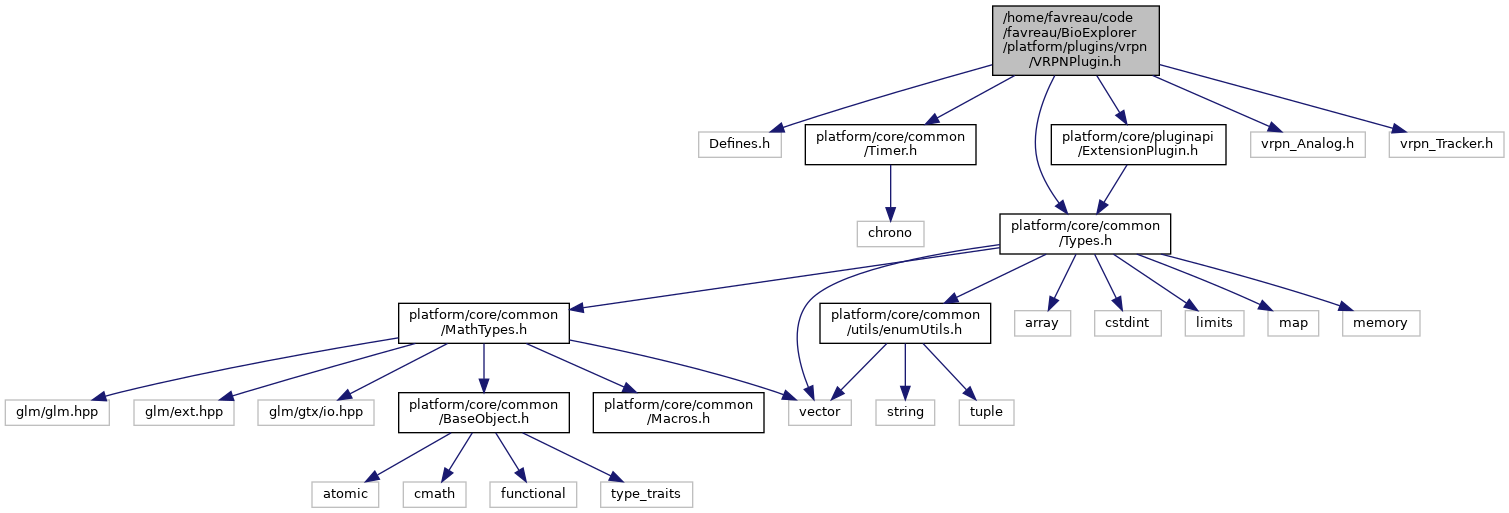 /home/favreau/code
/favreau/BioExplorer
/platform/plugins/vrpn
/VRPNPlugin.h
Defines.h
platform/core/common
/Timer.h
platform/core/pluginapi
/ExtensionPlugin.h
vrpn_Analog.h
vrpn_Tracker.h
chrono
platform/core/common
/Types.h
platform/core/common
/MathTypes.h
platform/core/common
/utils/enumUtils.h
array
cstdint
limits
map
memory
glm/glm.hpp
glm/ext.hpp
glm/gtx/io.hpp
platform/core/common
/BaseObject.h
platform/core/common
/Macros.h
vector
string
tuple
atomic
cmath
functional
type_traits